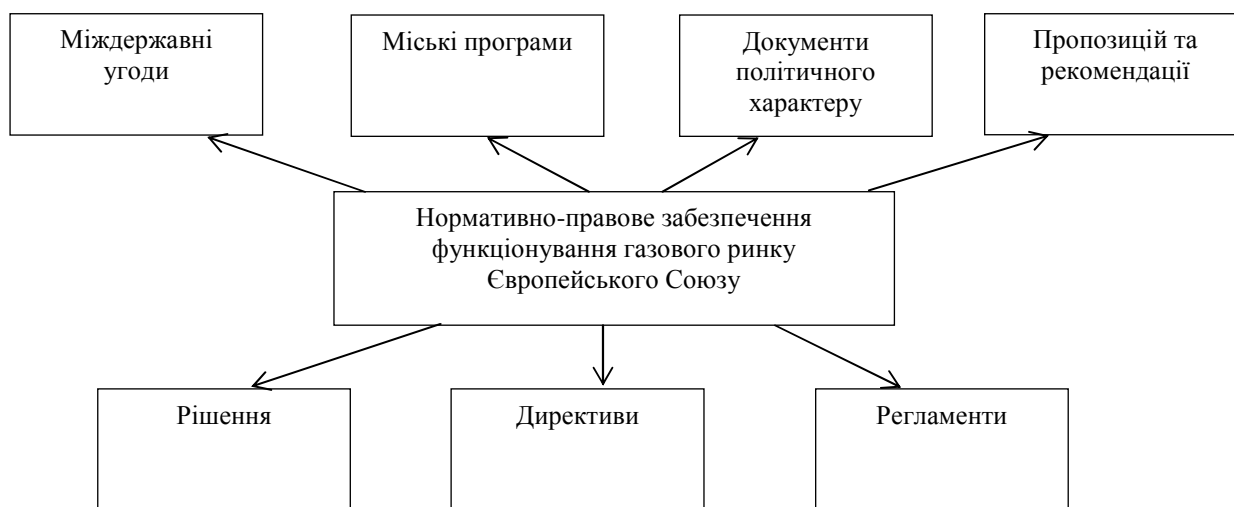 Міждержавні
угоди
Міські програми
Документи
політичного
характеру
Пропозицій та
рекомендації
Нормативно-правове забезпечення
функціонування газового ринку
Європейського Союзу
Рішення
Директиви
Регламенти